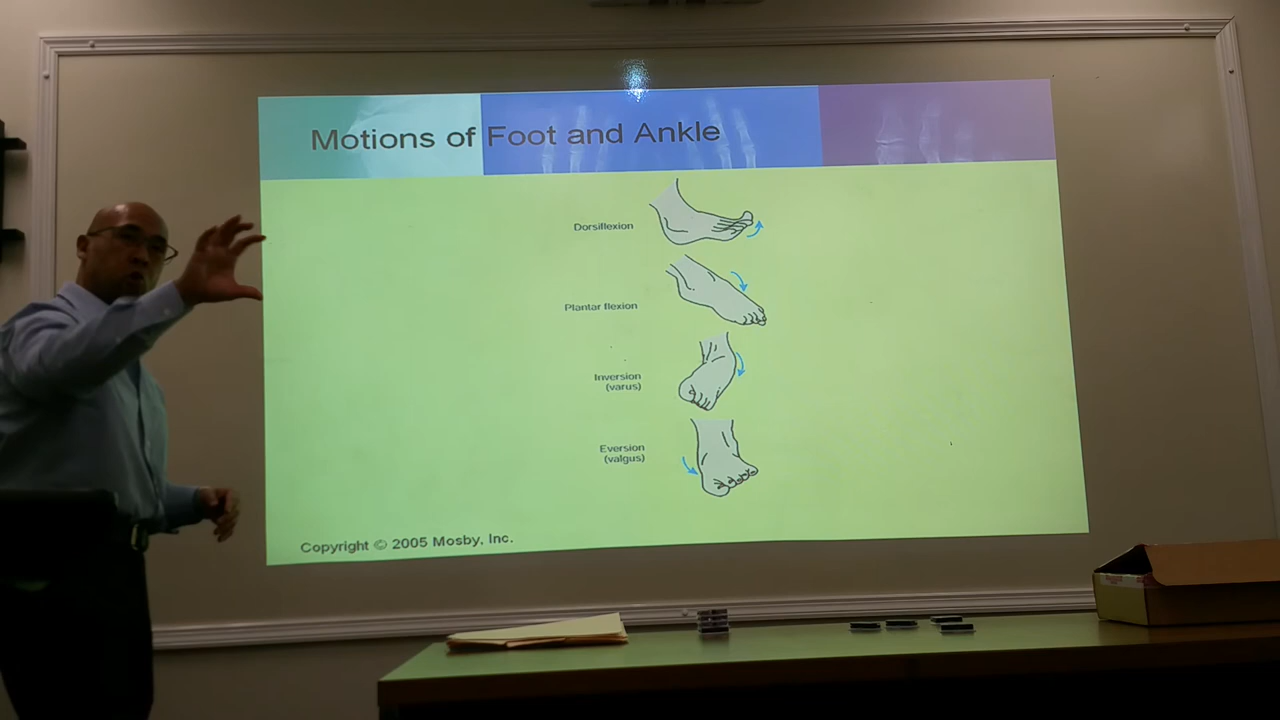 Motions of Foot and Ankle
Dorsiflexion
Plantar flexion
Inversion
(varus)
Eversion
(valgus)
Copyright © 2005 Mosby, Inc.